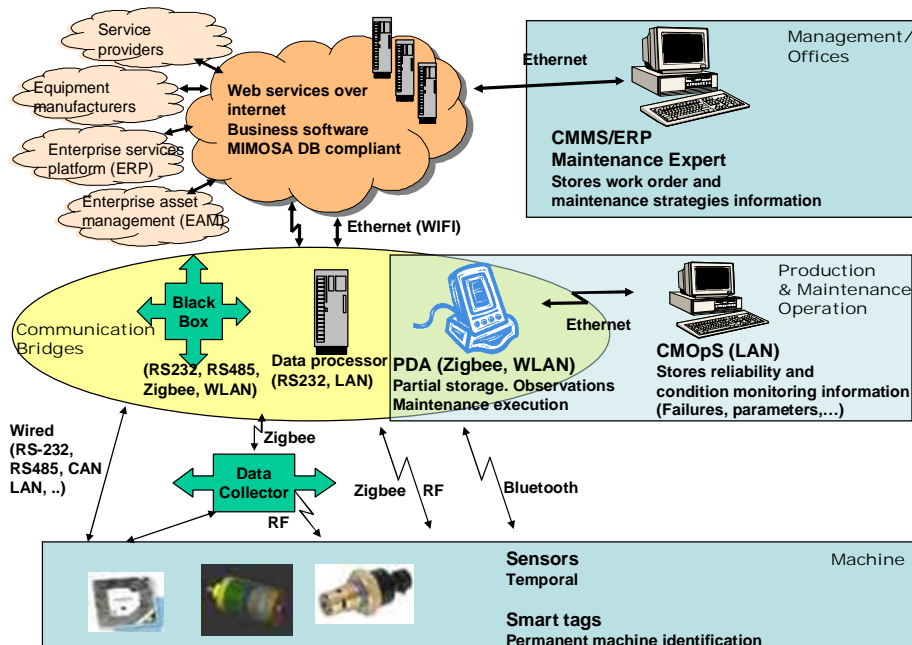 Service
providers
Equipment
manufacturers
Enterprise services
platform (ERP)
Enterprise asset
management (EAM)
Web services over
internet
Business software
MIMOSA DB compliant
Ethernet
Management/
Offices
CMMS/ERP
Maintenance Expert
Stores work order and
maintenance strategies information
Ethernet (WIFI)
Communication
Bridges
Black
Box
(RS232, RS485,
Zigbee, WLAN)
Data processor
(RS232, LAN)
PDA (Zigbee, WLAN)
Partial storage. Observations
Maintenance execution
Ethernet
Production
& Maintenance
Operation
CMOpS (LAN)
Stores reliability and
condition monitoring information
(Failures, parameters,...)
Wired
(RS-232,
RS485, CAN
LAN, ..)
Zigbee
Data
Collector
RF
Zigbee
RF
Bluetooth
Sensors
Temporal
Machine
Smart tags
Permanent machine identification